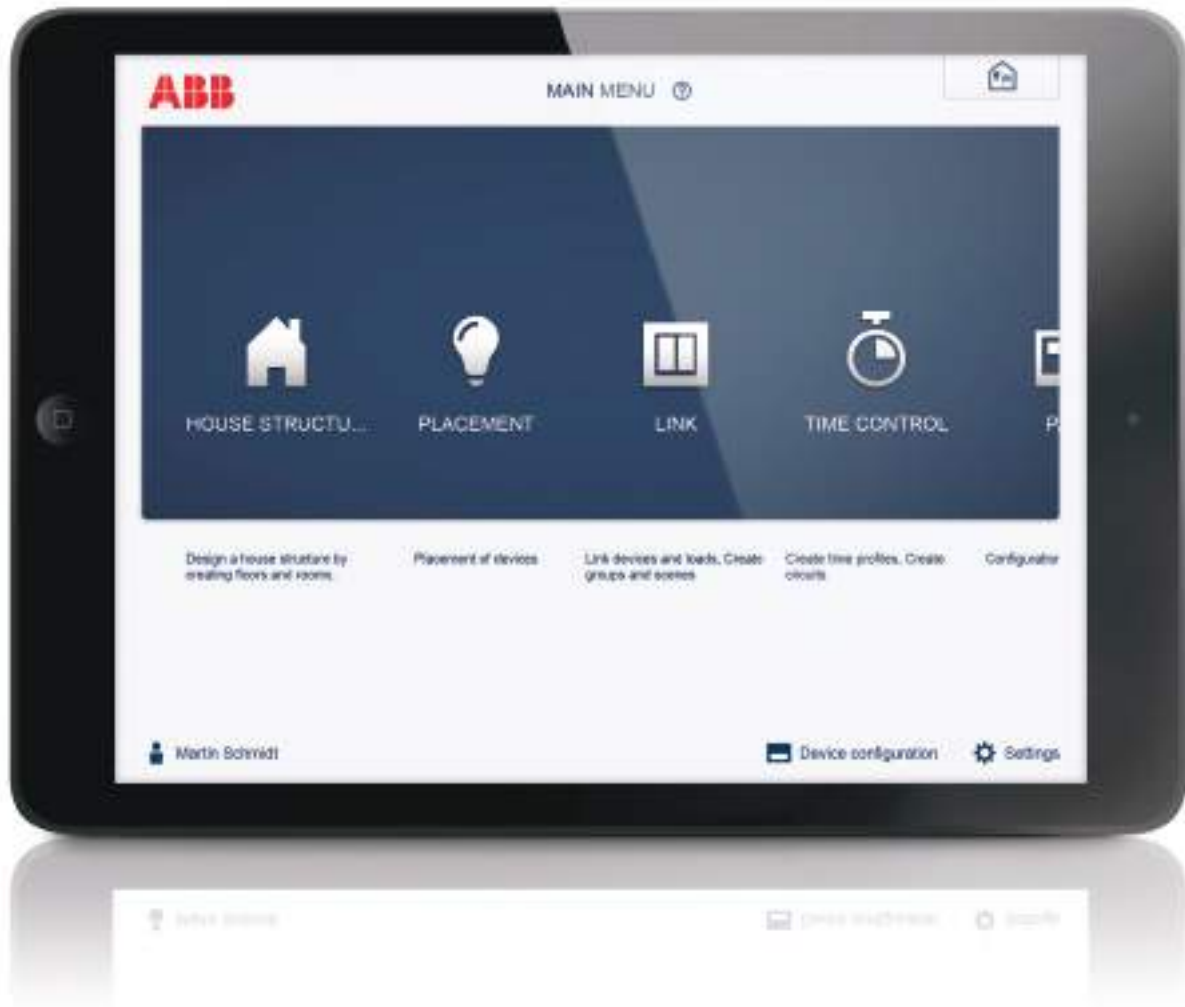 ABB
MAIN MENU
HOUSE STRUCTU...
PLACEMENT
LINK
TIME CONTROL
Design a house structure by
creating floors and rooms.
Placement of devices
Link devices and loads, Create
groups and scenes
Create time profiles, Create
circuits
Martin Schmidt
Device configuration
Settings